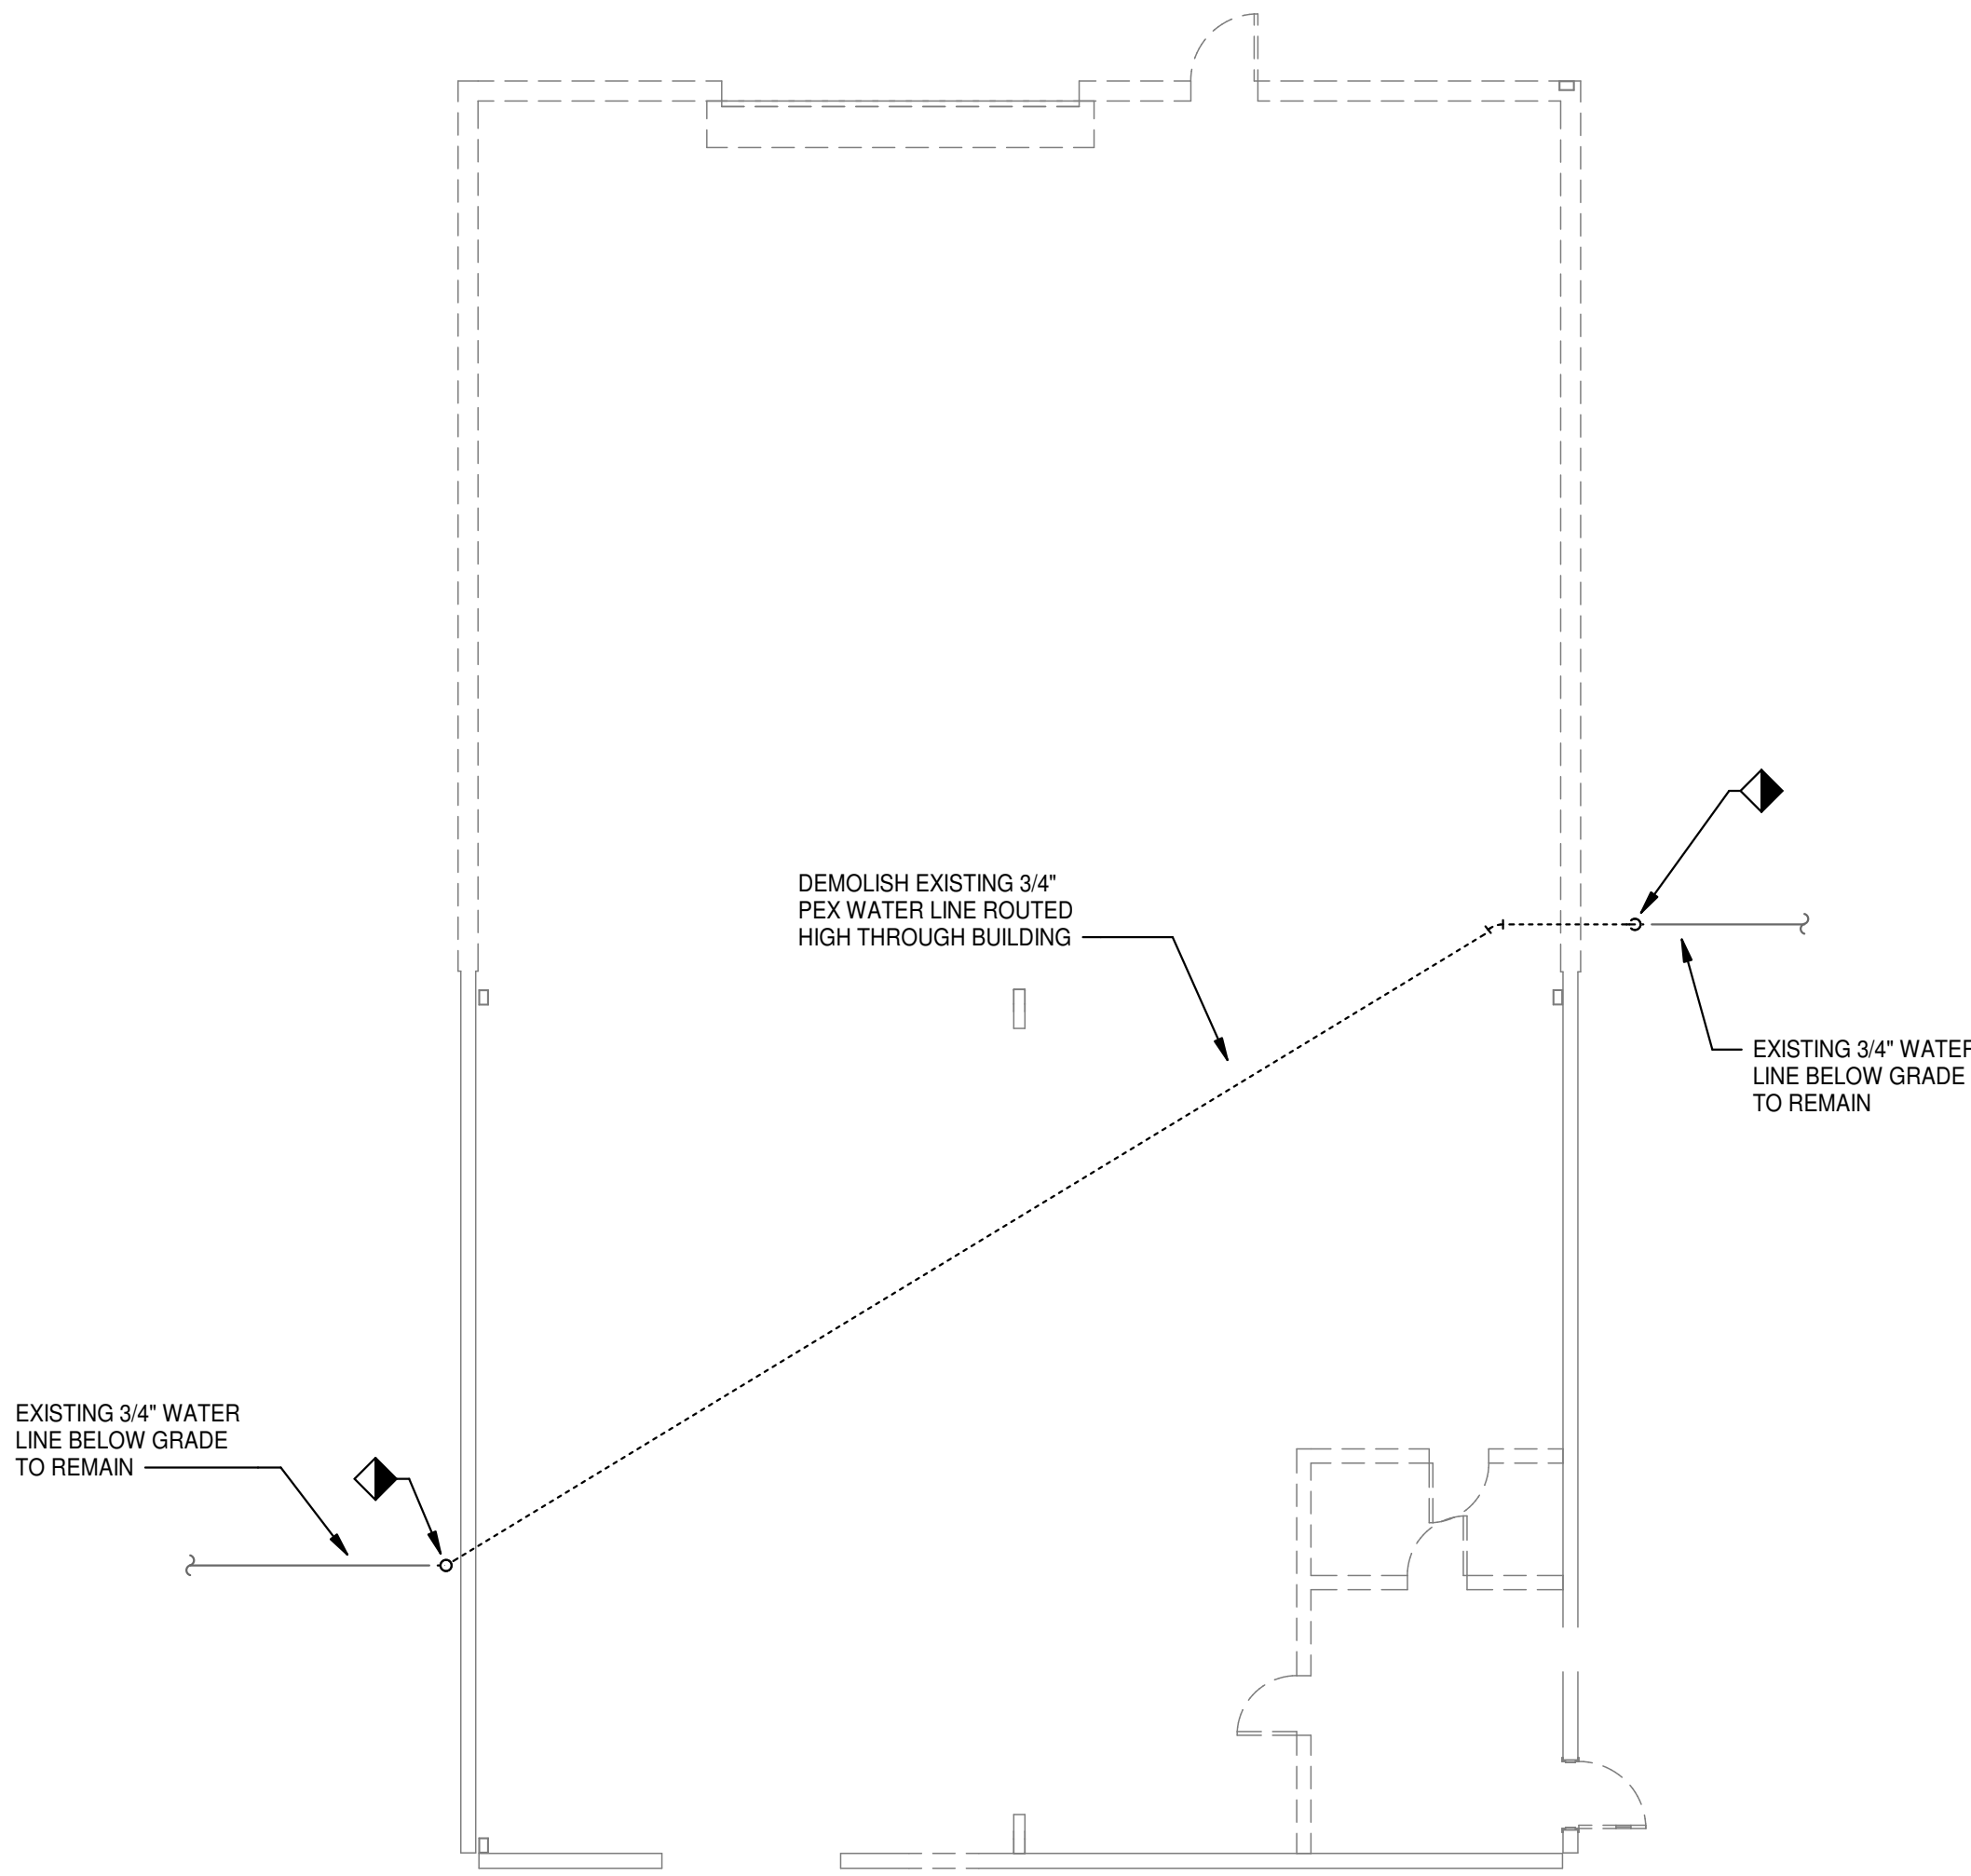 DEMOLISH EXISTING 3/4"
PEX WATER LINE ROUTED
HIGH THROUGH BUILDING
EXISTING 3/4" WATER
LINE BELOW GRADE
TO REMAIN
EXISTING 3/4" WATER
LINE BELOW GRADE
TO REMAIN